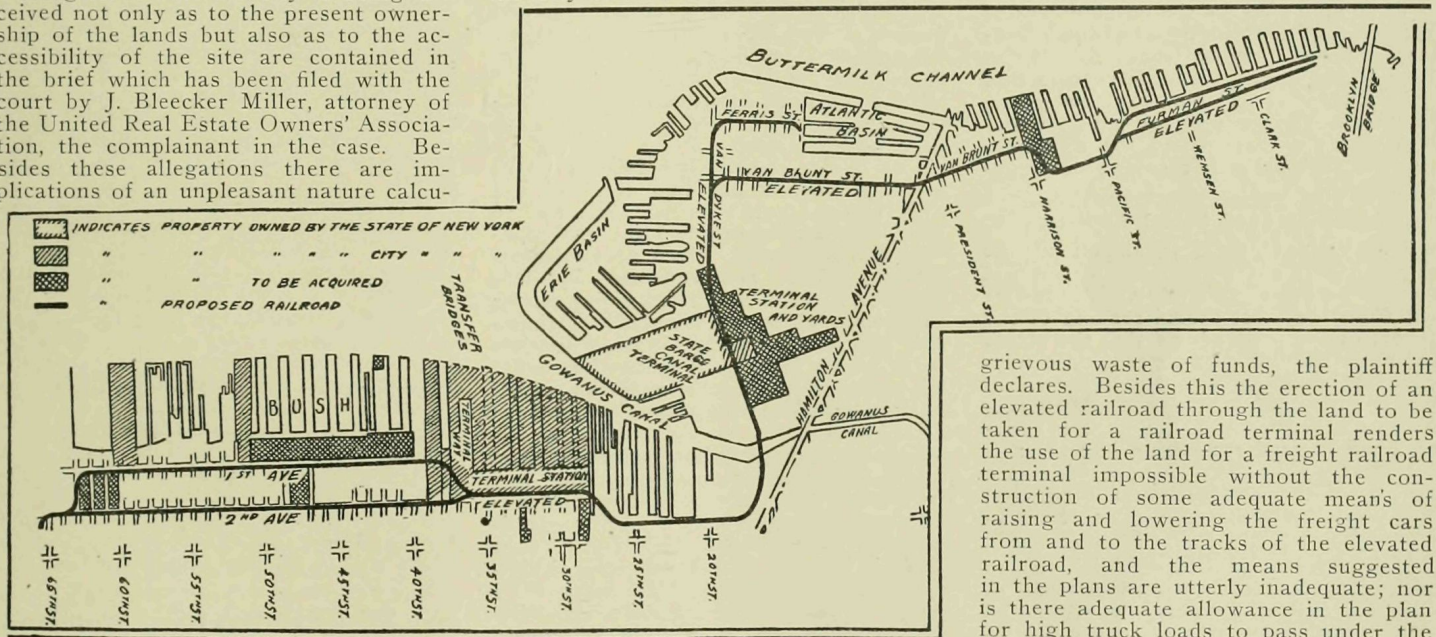 ceived not only as to the present owner-
ship of the lands but also as to the ac-
cessibility of the site are contained in
the brief which has been filed with the
court by J. Bleecker Miller, attorney of
the United Real Estate Owners' Associa-
tion, the complainant in the case. Be-
sides these allegations there are im-
plications of an unpleasant nature calcu-
INDICATES PROPERTY OWNED BY THE STATE OF NEW YORK
" " " " " CITY " " "
" " TO BE ACQUIRED
" PROPOSED RAILROAD
BUTTERMILK CHANNEL
FERRIS ST.
ATLANTIC
BASIN
VAN BRUNT ST.
ELEVATED
VAN DYKE ST.
ELEVATED
VAN BRUNT ST.
FURMAN ST.
ELEVATED
BROOKLYN
BRIDGE
CLARK ST.
REMSEN ST.
PACIFIC ST.
HARRISON ST.
PRESIDENT ST.
HAMILTON AVENUE
ERIE BASIN
TERMINAL
STATION
AND YARDS
STATE
BARGE
CANAL
TERMINAL
GOWANUS CANAL
GOWANUS
CANAL
TRANSFER
BRIDGES
BUSH
TERMINAL
WAY
TERMINAL STATION
ELEVATED
1ST AVE
2ND AVE
65TH ST.
60TH ST.
55TH ST.
50TH ST.
45TH ST.
40TH ST.
35TH ST.
30TH ST.
25TH ST.
20TH ST.
grievous waste of funds, the plaintiff
declares. Besides this the erection of an
elevated railroad through the land to be
taken for a railroad terminal renders
the use of the land for a freight railroad
terminal impossible without the con-
struction of some adequate means of
raising and lowering the freight cars
from and to the tracks of the elevated
railroad, and the means suggested
in the plans are utterly inadequate; nor
is there adequate allowance in the plan
for high truck loads to pass under the